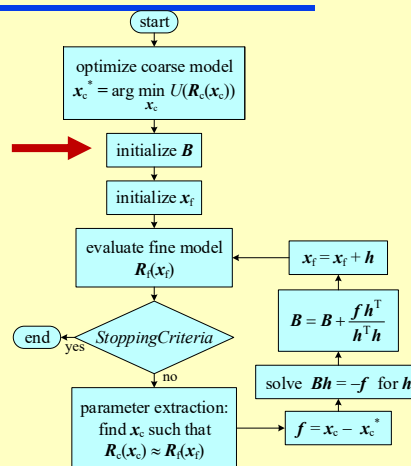 start
optimize coarse model
x_c^* = arg min U(R_c(x_c))
x_c
initialize B
initialize x_f
evaluate fine model
R_f(x_f)
StoppingCriteria
yes
end
no
parameter extraction:
find x_c such that
R_c(x_c) ≈ R_f(x_f)
f = x_c − x_c^*
solve Bh = −f for h
B = B + f h^T / h^T h
x_f = x_f + h